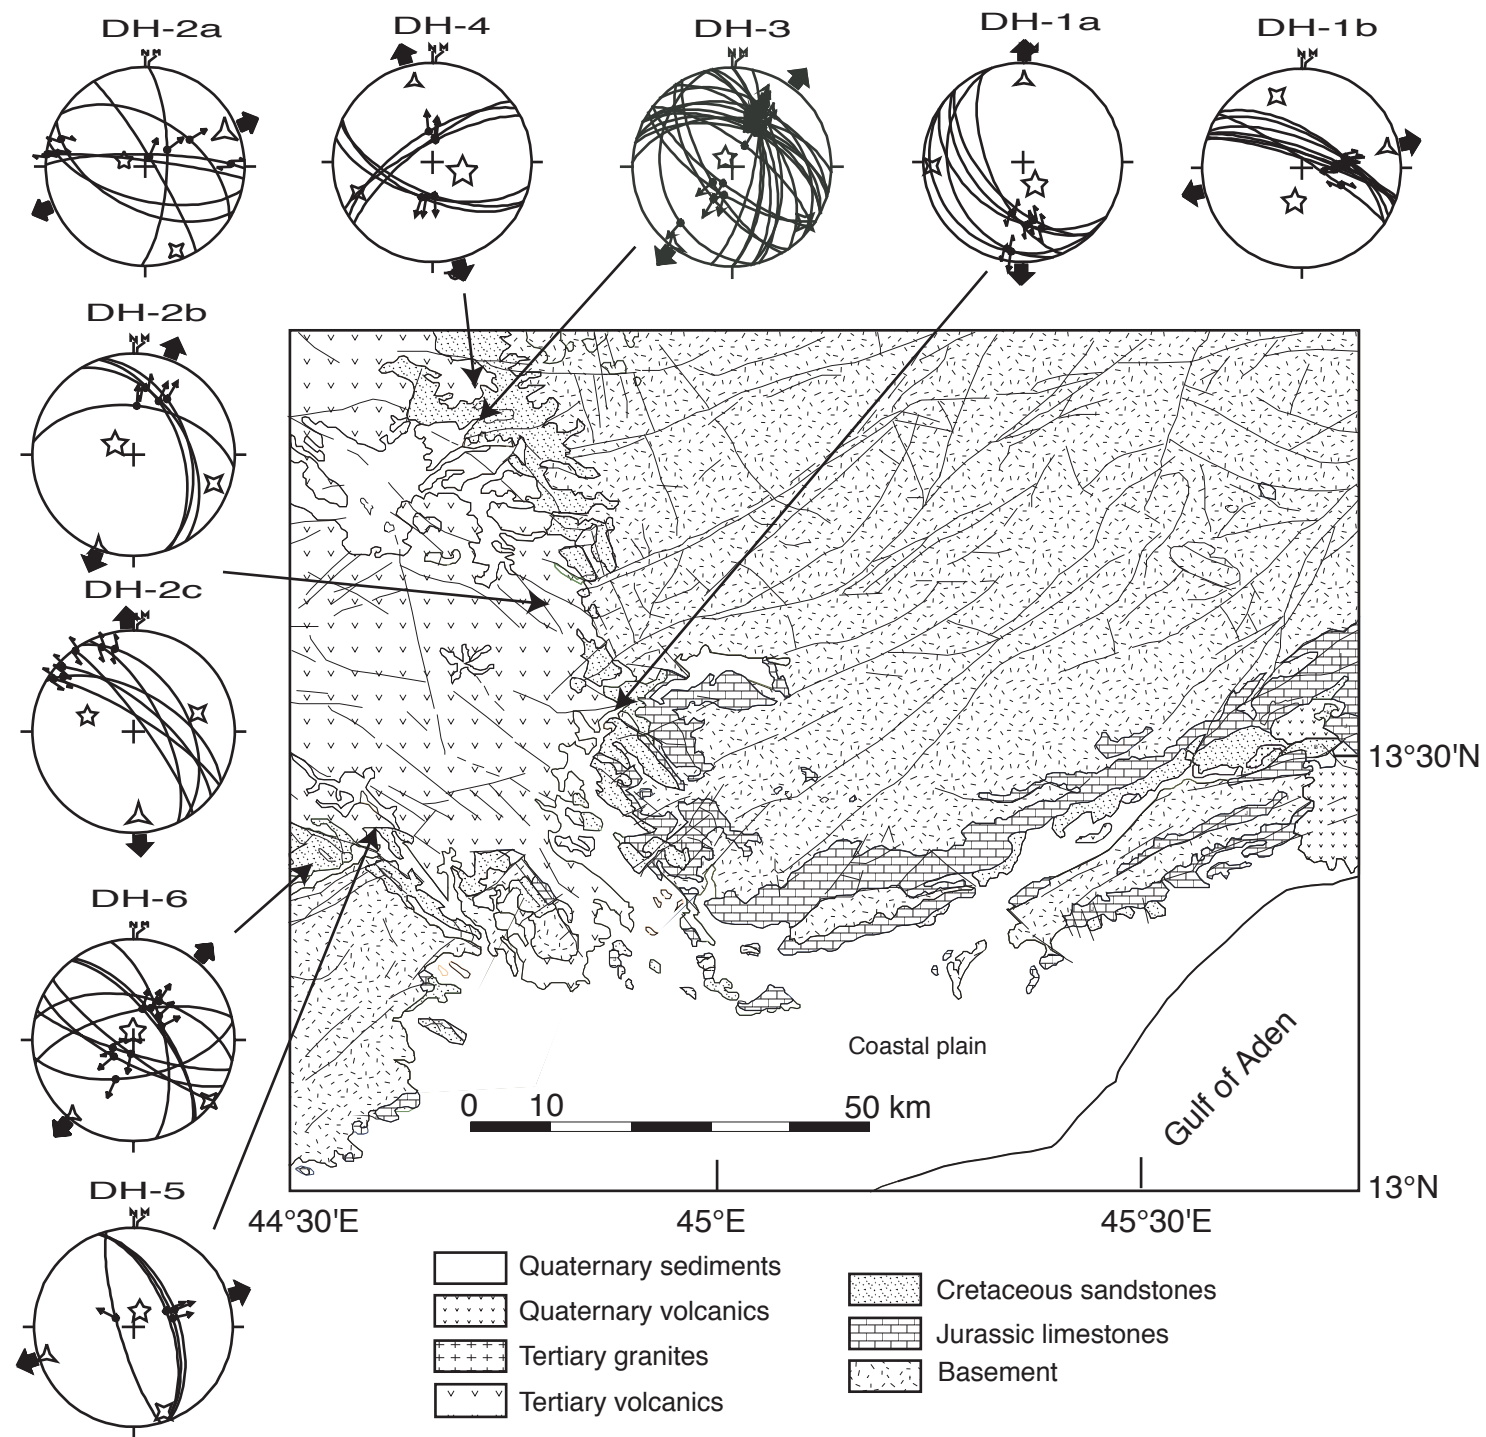 DH-2a
DH-4
DH-3
DH-1a
DH-1b
N M
N M
N M
N M
N M
DH-2b
N M
DH-2c
N M
13°30'N
DH-6
N M
Coastal plain
Gulf of Aden
0 10 50 km
DH-5
N M
13°N
44°30'E 45°E 45°30'E
Quaternary sediments
Quaternary volcanics
Tertiary granites
Tertiary volcanics
Cretaceous sandstones
Jurassic limestones
Basement